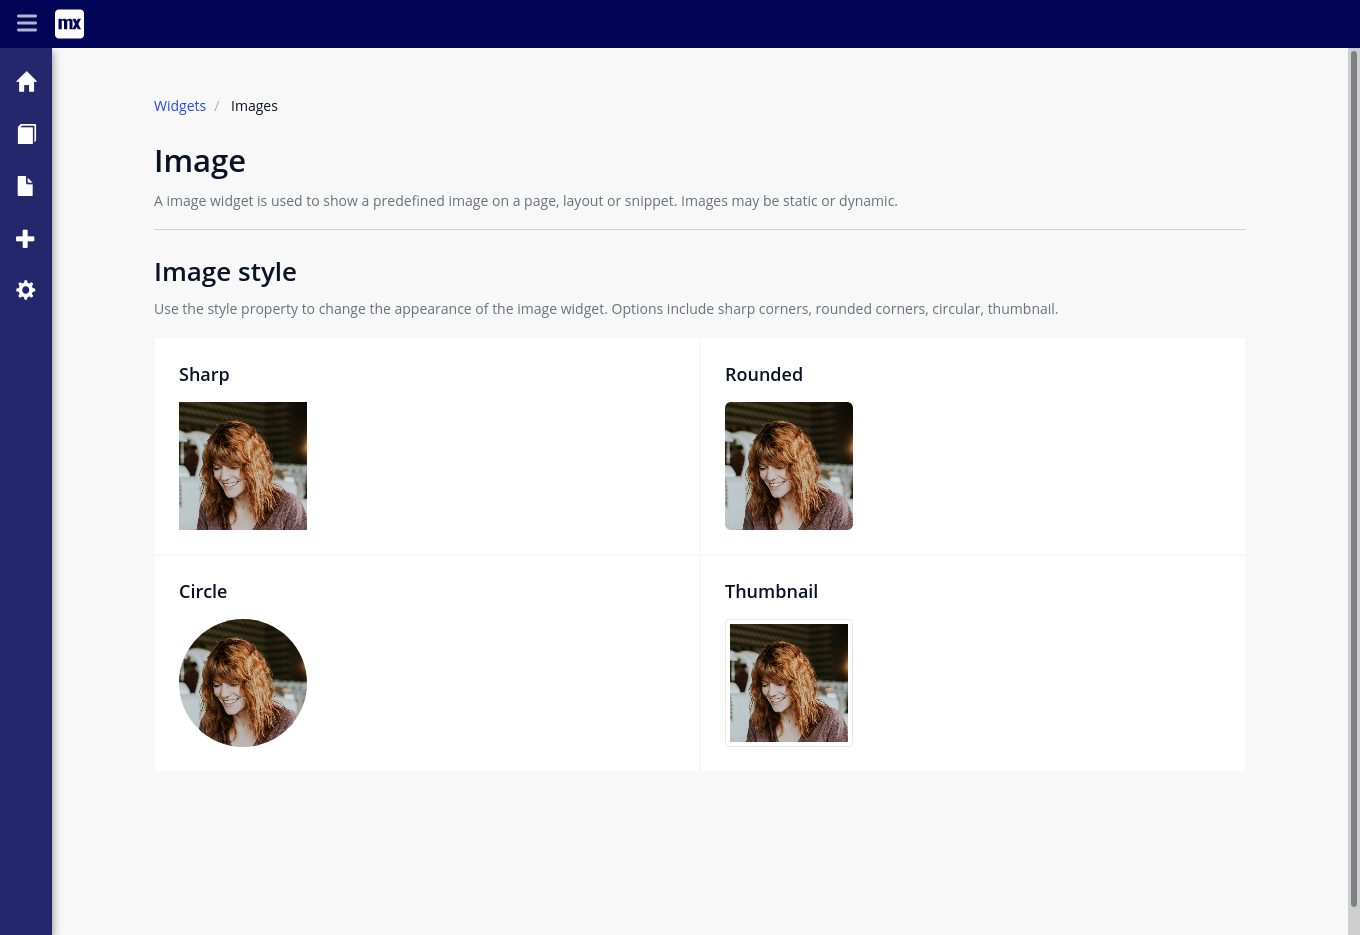 mx
Widgets / Images
Image
A image widget is used to show a predefined image on a page, layout or snippet. Images may be static or dynamic.
Image style
Use the style property to change the appearance of the image widget. Options include sharp corners, rounded corners, circular, thumbnail.
Sharp
Rounded
Circle
Thumbnail